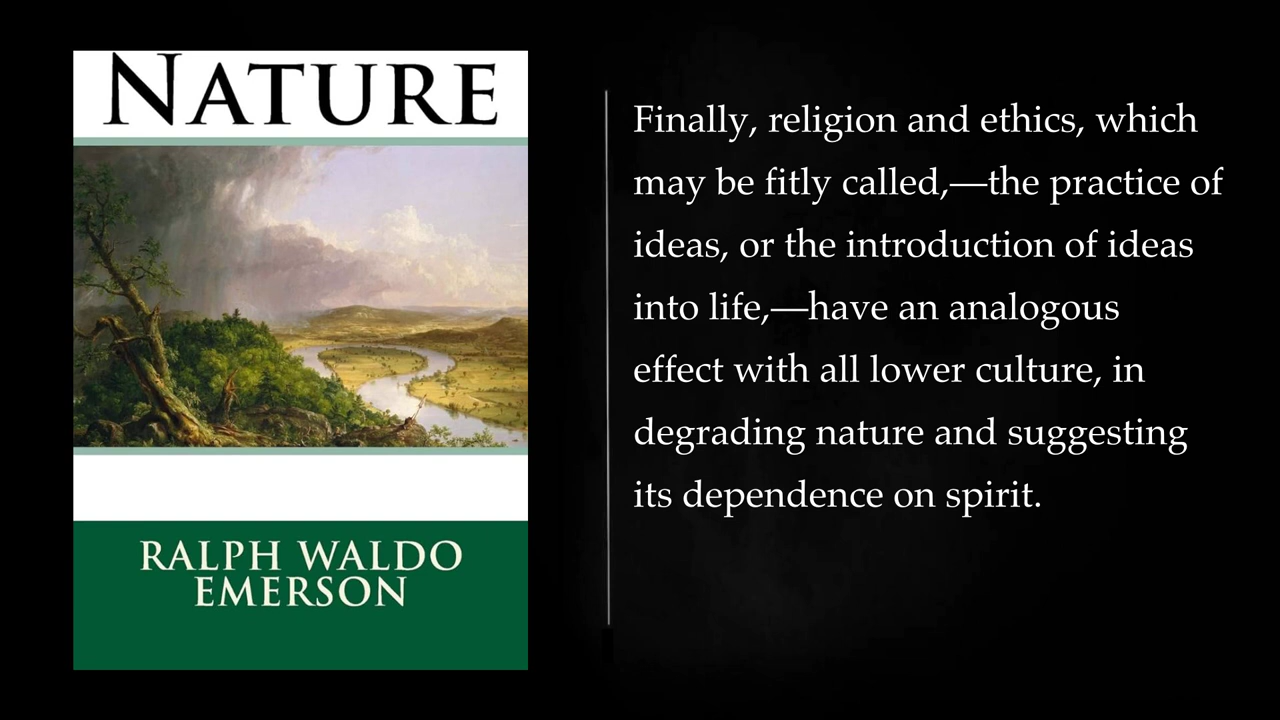 NATURE
RALPH WALDO
EMERSON
Finally, religion and ethics, which
may be fitly called,—the practice of
ideas, or the introduction of ideas
into life,—have an analogous
effect with all lower culture, in
degrading nature and suggesting
its dependence on spirit.